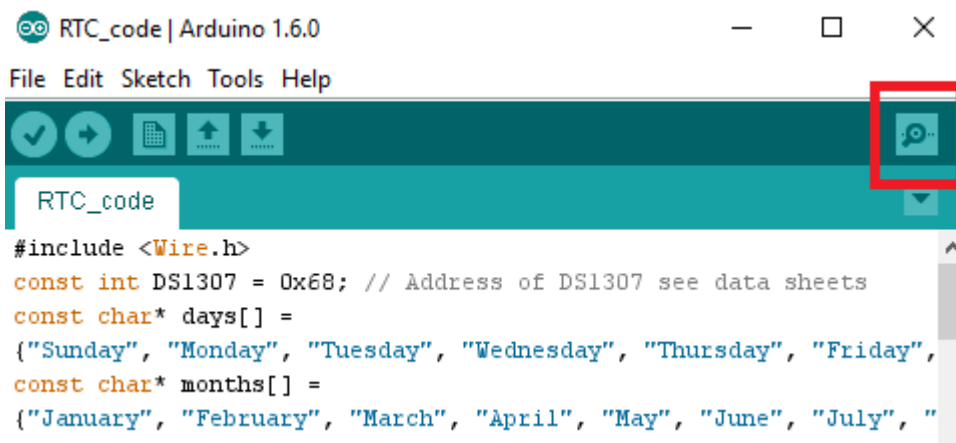 RTC_code | Arduino 1.6.0
File Edit Sketch Tools Help
RTC_code
#include <Wire.h>
const int DS1307 = 0x68; // Address of DS1307 see data sheets
const char* days[] =
{"Sunday", "Monday", "Tuesday", "Wednesday", "Thursday", "Friday",
const char* months[] =
{"January", "February", "March", "April", "May", "June", "July", "